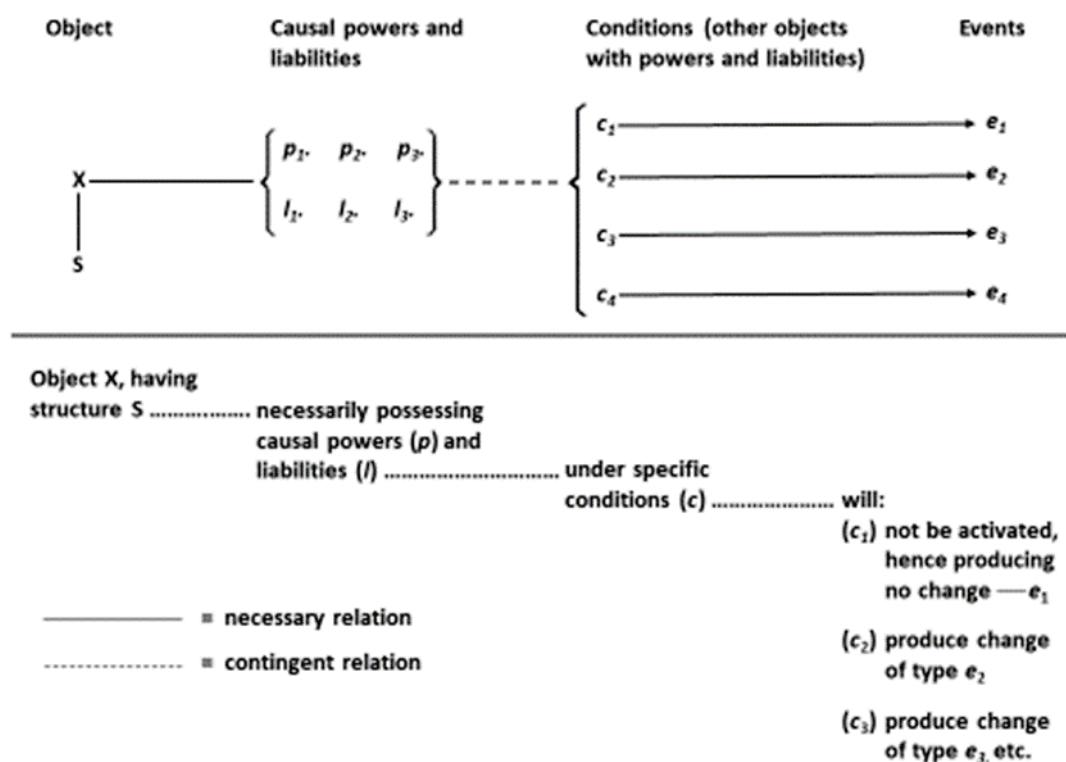 Object
Causal powers and
liabilities
Conditions (other objects
with powers and liabilities)
Events
X
S
p1. p2. p3.
l1. l2. l3.
c1 e1
c2 e2
c3 e3
c4 e4
Object X, having
structure S .................. necessarily possessing
causal powers (p) and
liabilities (l) .............................. under specific
conditions (c) ..................... will:
(c1) not be activated,
hence producing
no change — e1
(c2) produce change
of type e2
(c3) produce change
of type e3, etc.
= necessary relation
= contingent relation